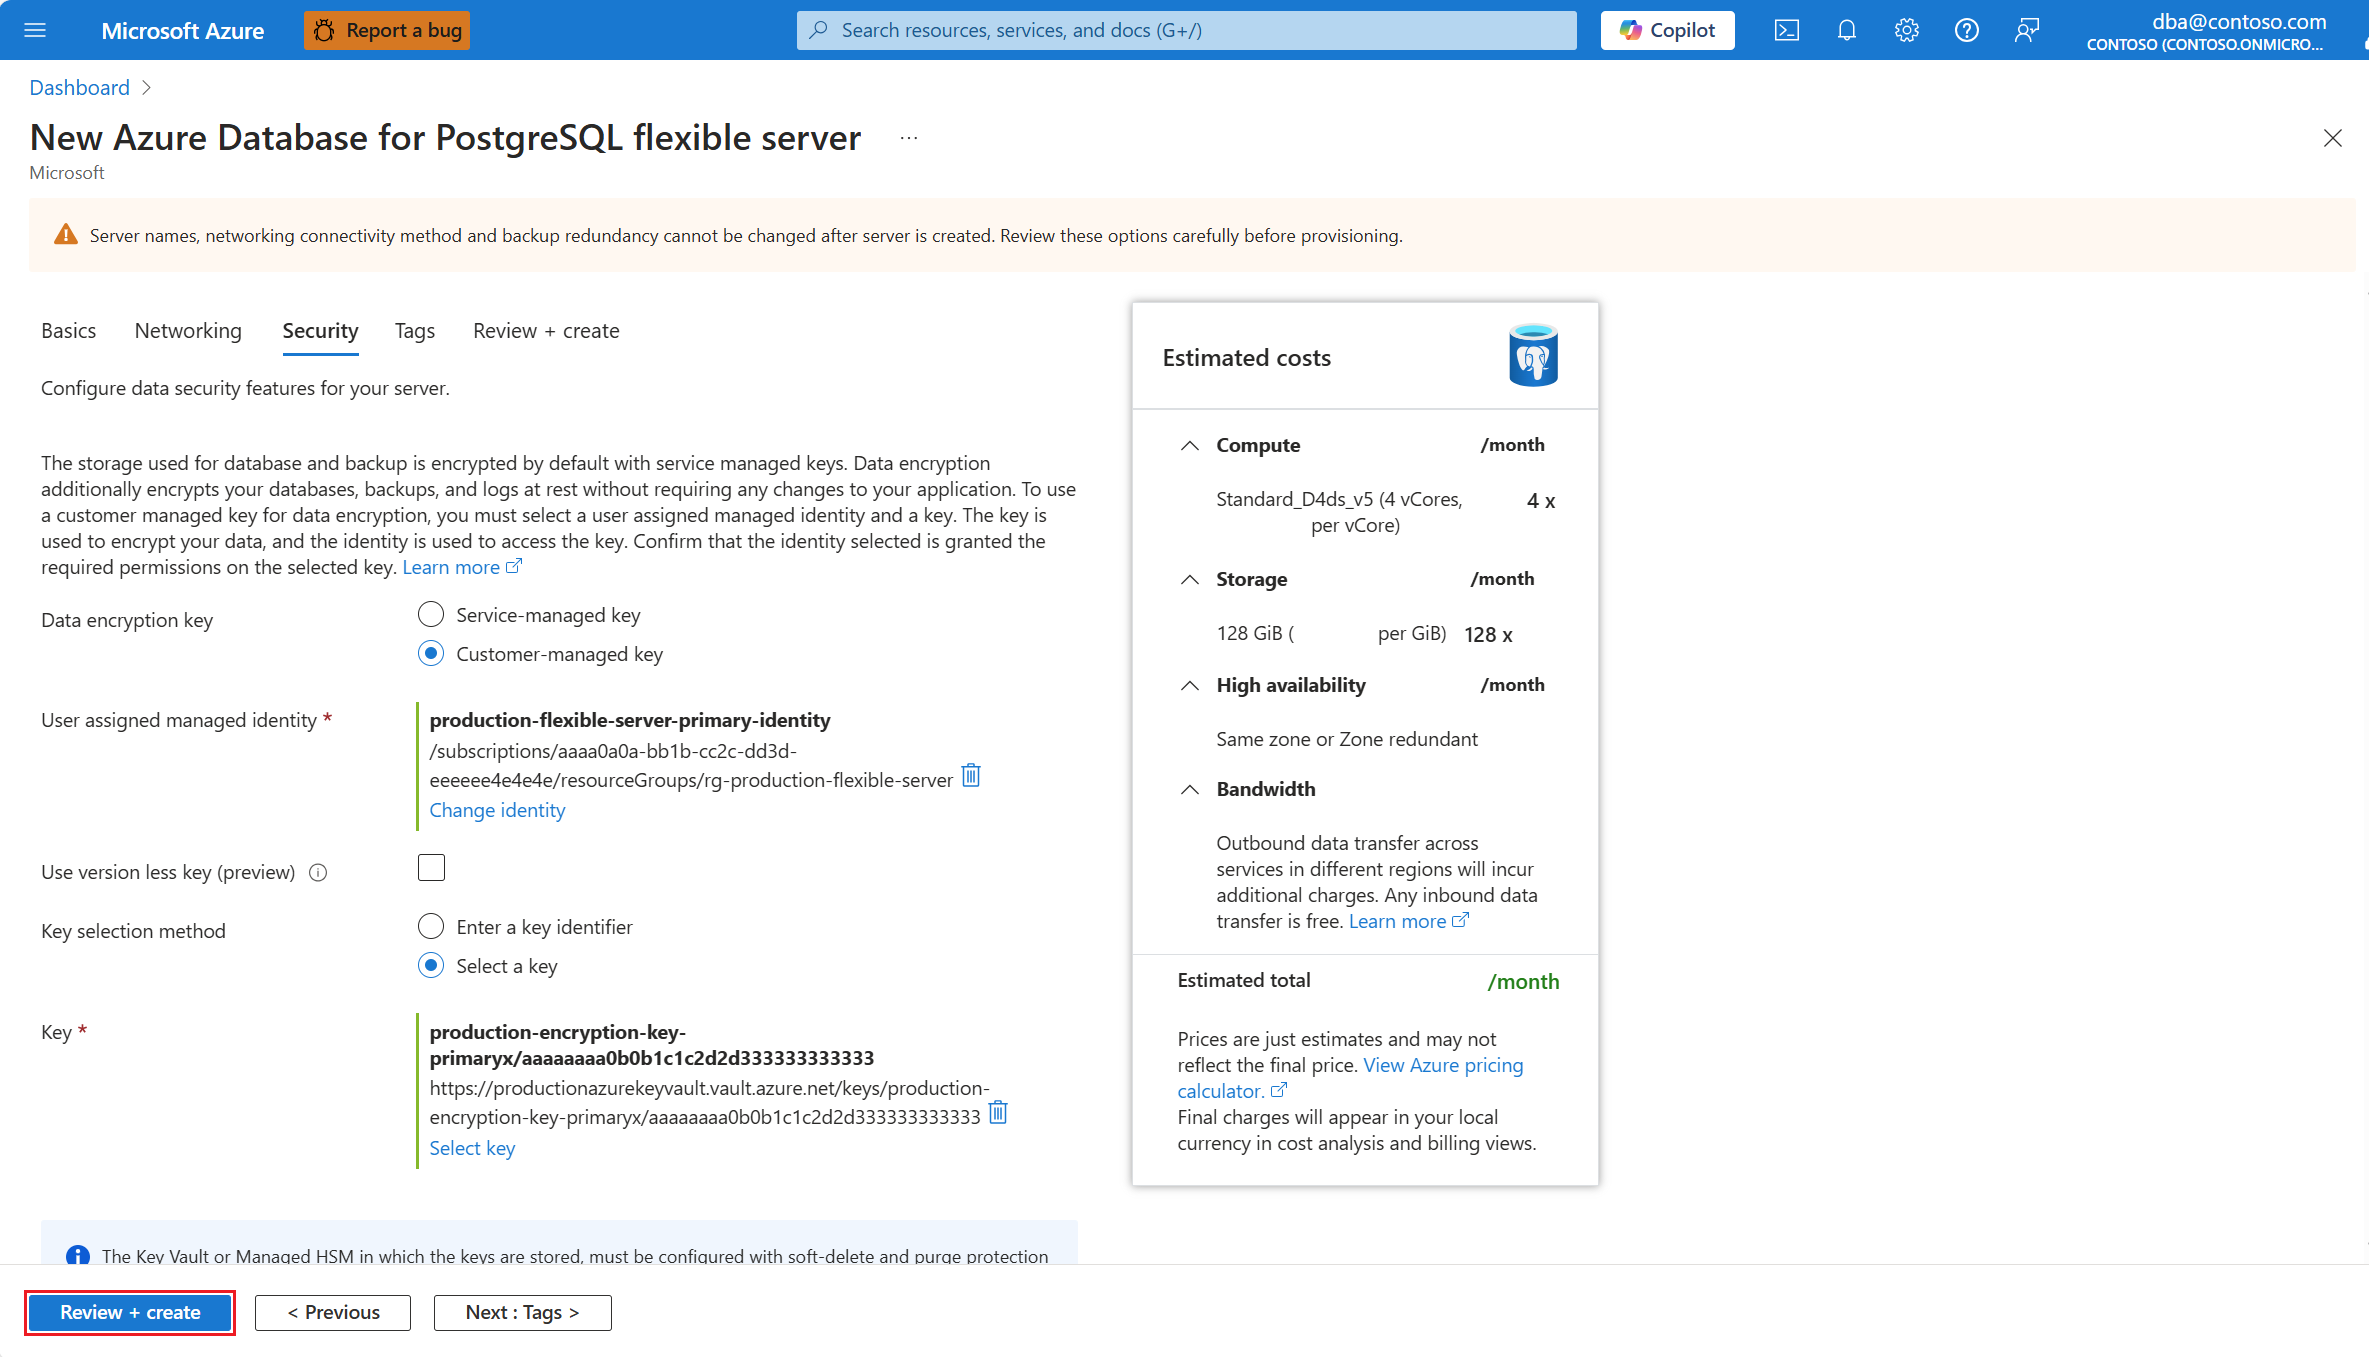 Microsoft Azure
Report a bug
Search resources, services, and docs (G+/)
Copilot
dba@contoso.com
CONTOSO (CONTOSO.ONMICRO...
Dashboard
New Azure Database for PostgreSQL flexible server ...
Microsoft
Server names, networking connectivity method and backup redundancy cannot be changed after server is created. Review these options carefully before provisioning.
Basics
Networking
Security
Tags
Review + create
Configure data security features for your server.
The storage used for database and backup is encrypted by default with service managed keys. Data encryption
additionally encrypts your databases, backups, and logs at rest without requiring any changes to your application. To use
a customer managed key for data encryption, you must select a user assigned managed identity and a key. The key is
used to encrypt your data, and the identity is used to access the key. Confirm that the identity selected is granted the
required permissions on the selected key. Learn more
Data encryption key
Service-managed key
Customer-managed key
User assigned managed identity *
production-flexible-server-primary-identity
/subscriptions/aaaa0a0a-bb1b-cc2c-dd3d-
eeeeee4e4e4e/resourceGroups/rg-production-flexible-server
Change identity
Use version less key (preview)
Key selection method
Enter a key identifier
Select a key
Key *
production-encryption-key-
primaryx/aaaaaaaa0b0b1c1c2d2d333333333333
https://productionazurekeyvault.vault.azure.net/keys/production-
encryption-key-primaryx/aaaaaaaa0b0b1c1c2d2d333333333333
Select key
The Key Vault or Managed HSM in which the keys are stored, must be configured with soft-delete and purge protection
Estimated costs
Compute /month
Standard_D4ds_v5 (4 vCores, 4 x
per vCore)
Storage /month
128 GiB ( per GiB) 128 x
High availability /month
Same zone or Zone redundant
Bandwidth
Outbound data transfer across
services in different regions will incur
additional charges. Any inbound data
transfer is free. Learn more
Estimated total /month
Prices are just estimates and may not
reflect the final price. View Azure pricing
calculator.
Final charges will appear in your local
currency in cost analysis and billing views.
Review + create
< Previous
Next : Tags >